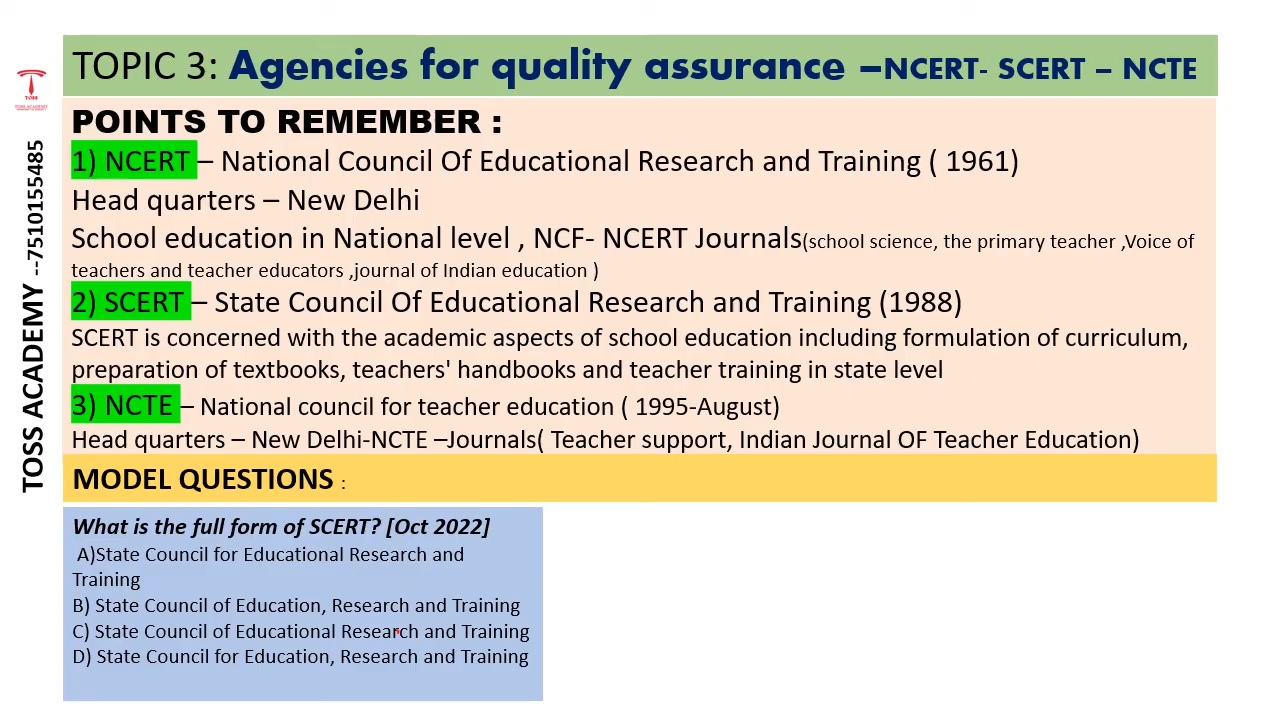 TOPIC 3: Agencies for quality assurance –NCERT- SCERT – NCTE
TOSS
TOSS ACADEMY --7510155485
POINTS TO REMEMBER :
1) NCERT – National Council Of Educational Research and Training ( 1961)
Head quarters – New Delhi
School education in National level , NCF- NCERT Journals(school science, the primary teacher ,Voice of
teachers and teacher educators ,journal of Indian education )
2) SCERT – State Council Of Educational Research and Training (1988)
SCERT is concerned with the academic aspects of school education including formulation of curriculum,
preparation of textbooks, teachers' handbooks and teacher training in state level
3) NCTE – National council for teacher education ( 1995-August)
Head quarters – New Delhi-NCTE –Journals( Teacher support, Indian Journal OF Teacher Education)
MODEL QUESTIONS :
What is the full form of SCERT? [Oct 2022]
A)State Council for Educational Research and
Training
B) State Council of Education, Research and Training
C) State Council of Educational Research and Training
D) State Council for Education, Research and Training